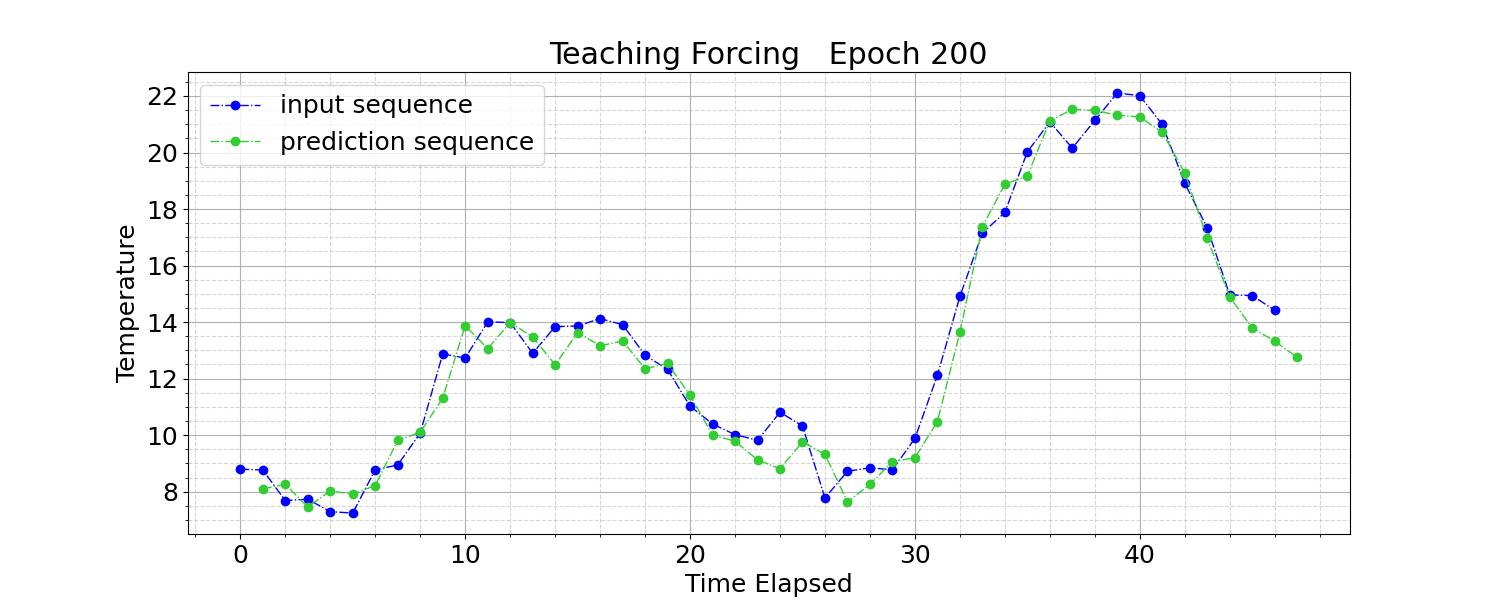 Teaching Forcing   Epoch 200
input sequence
prediction sequence
Temperature
22
20
18
16
14
12
10
8
0 10 20 30 40
Time Elapsed